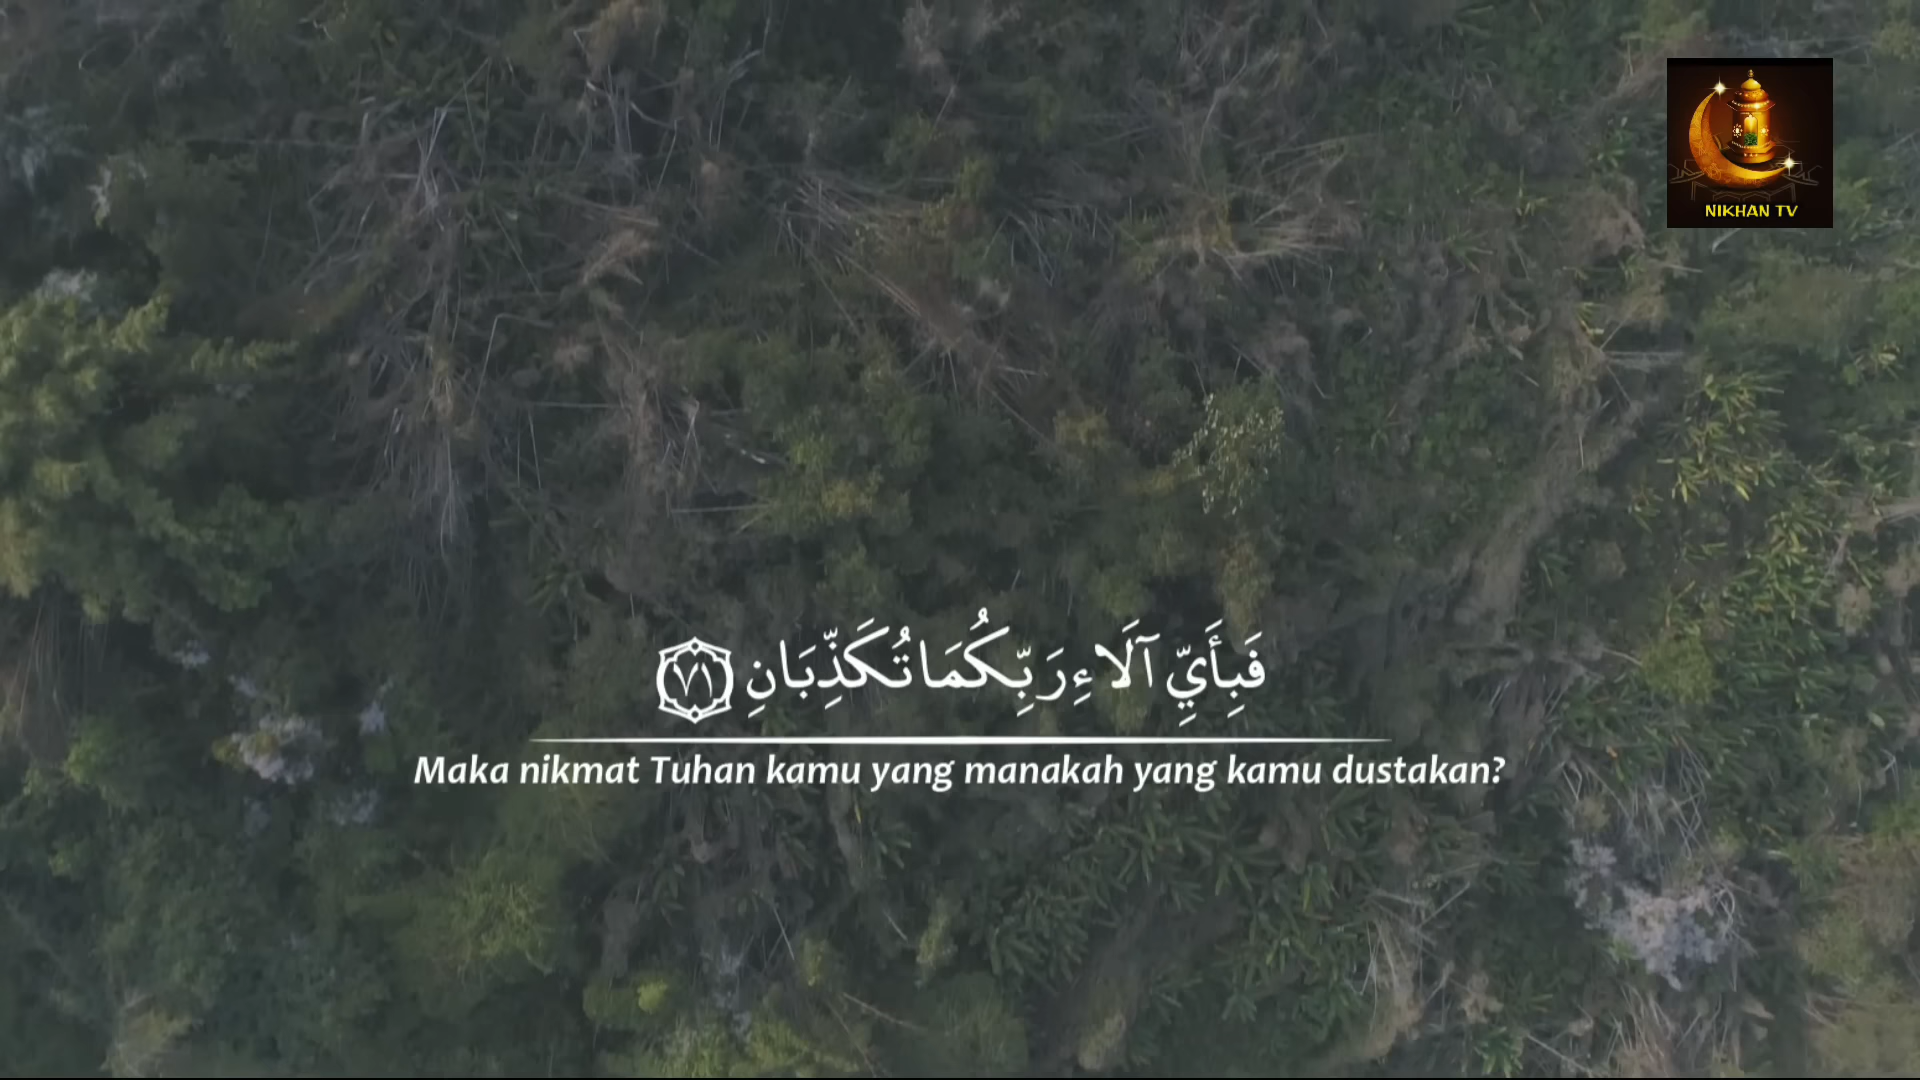 NIKHAN TV
فَبِأَيِّ آلَاءِ رَبِّكُمَا تُكَذِّبَانِ ٧١
Maka nikmat Tuhan kamu yang manakah yang kamu dustakan?